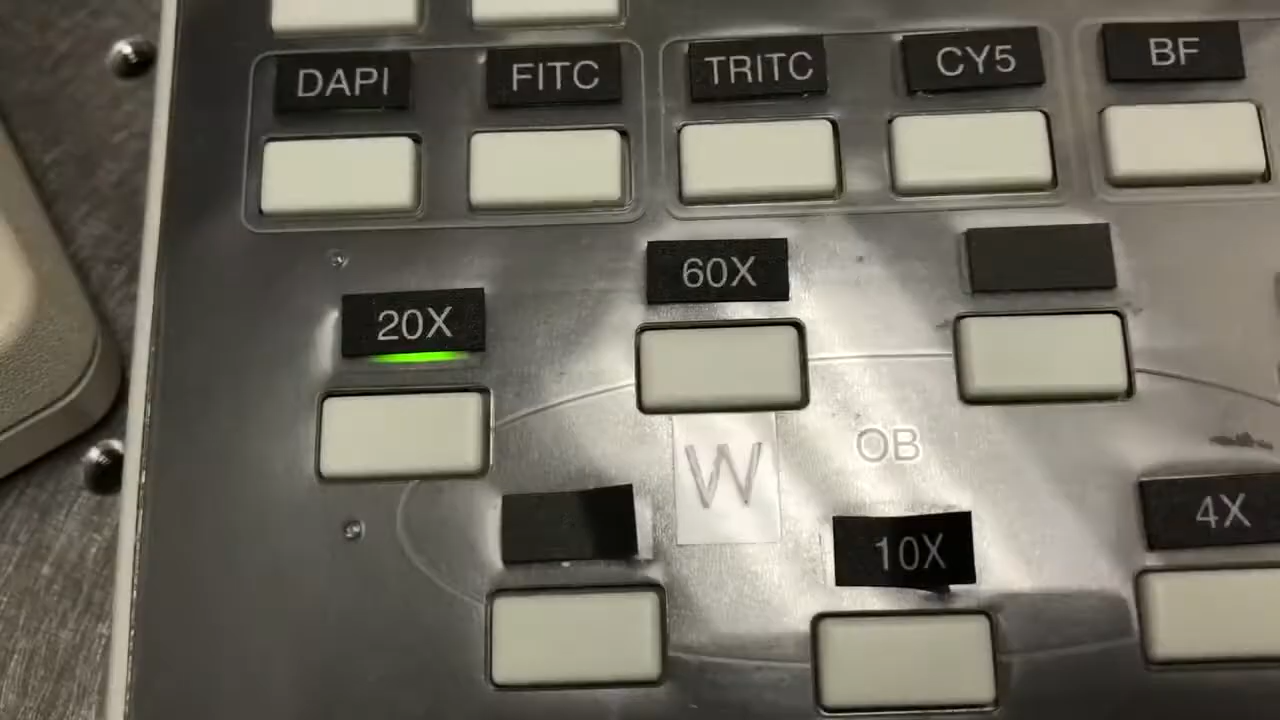 DAPI FITC TRITC CY5 BF
60X
20X
W
OB
10X
4X